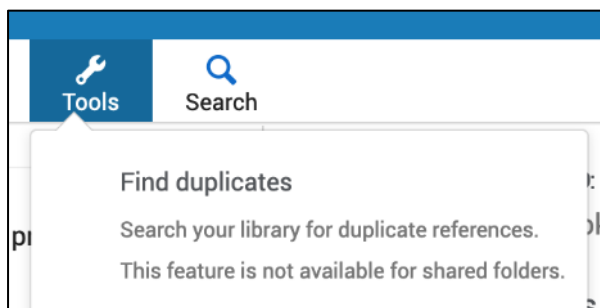 Tools Search
Find duplicates
Search your library for duplicate references.
This feature is not available for shared folders.